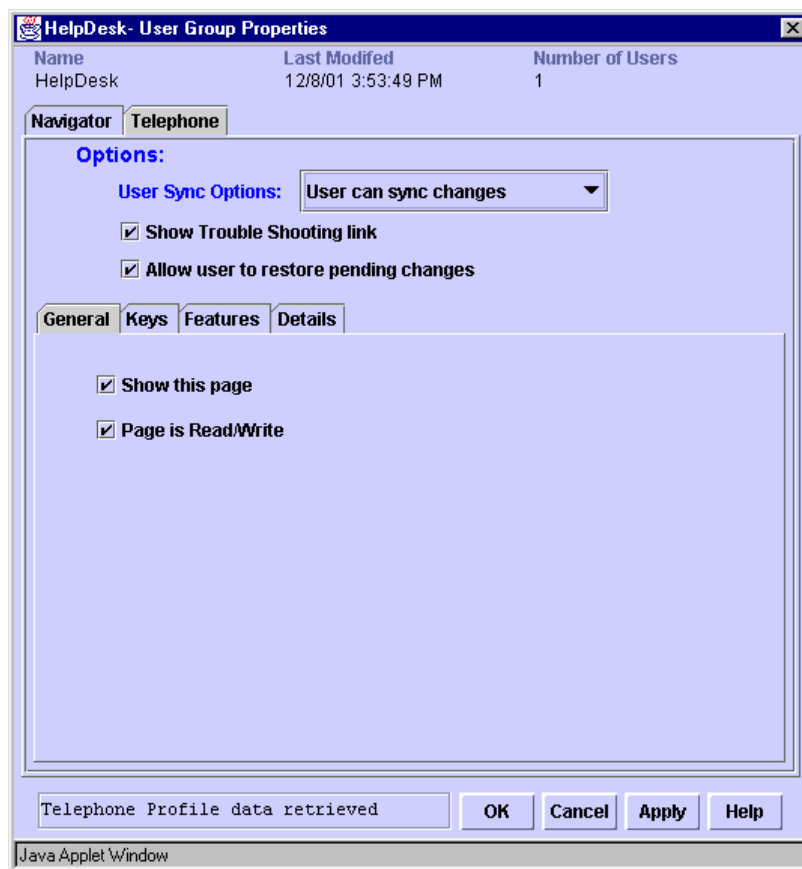 HelpDesk- User Group Properties
Name Last Modifed Number of Users
HelpDesk 12/8/01 3:53:49 PM 1
Navigator Telephone
Options:
User Sync Options: User can sync changes
Show Trouble Shooting link
Allow user to restore pending changes
General Keys Features Details
Show this page
Page is Read/Write
Telephone Profile data retrieved OK Cancel Apply Help
Java Applet Window